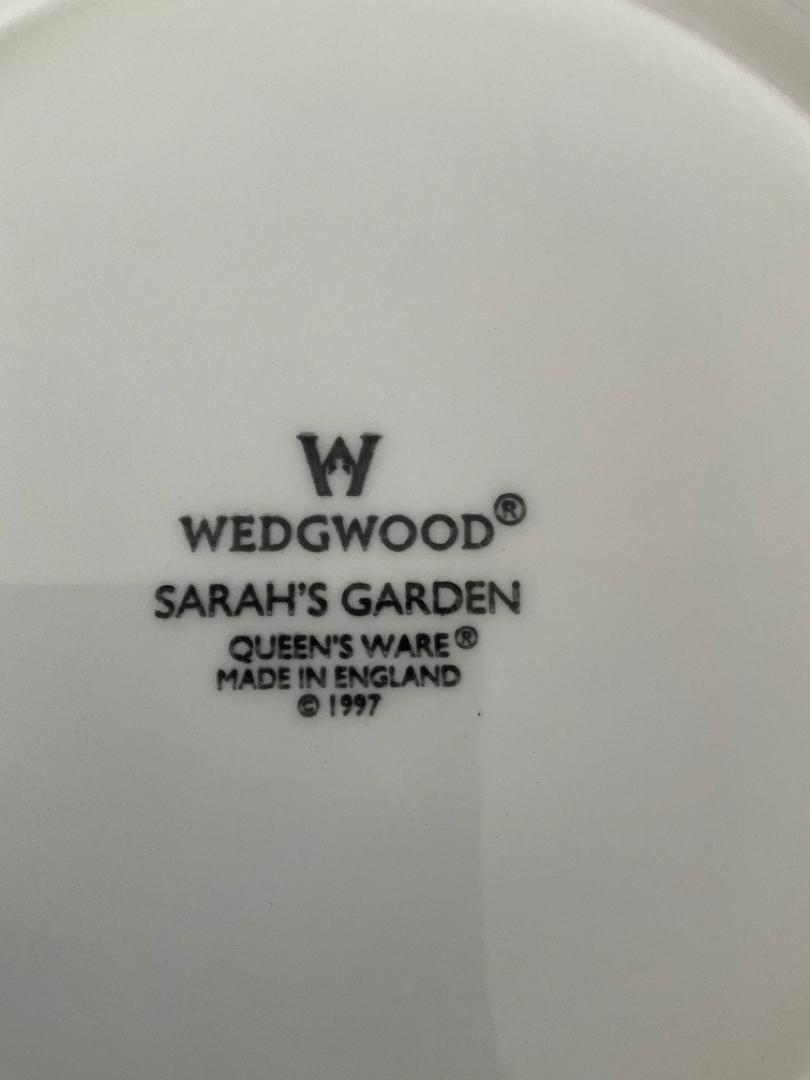 W
WEDGWOOD®
SARAH'S GARDEN
QUEEN'S WARE®
MADE IN ENGLAND
© 1997